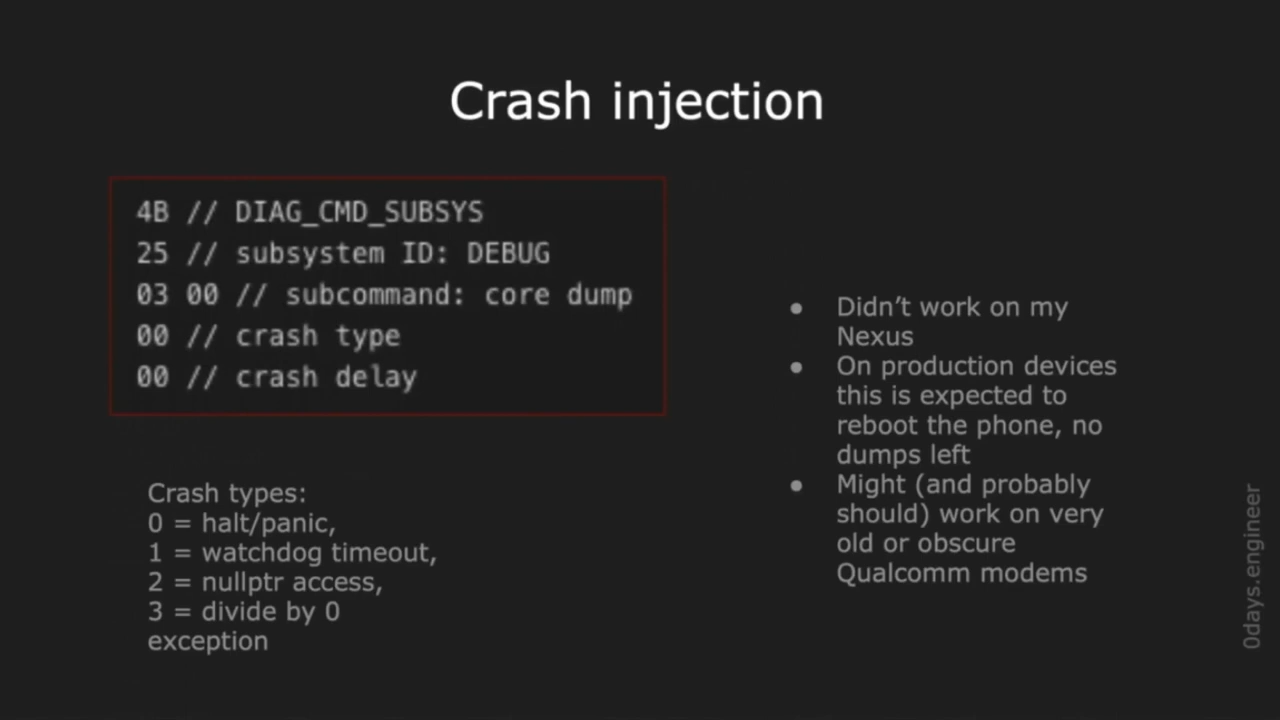 Crash injection
4B // DIAG_CMD_SUBSYS
25 // subsystem ID: DEBUG
03 00 // subcommand: core dump
00 // crash type
00 // crash delay
Crash types:
0 = halt/panic,
1 = watchdog timeout,
2 = nullptr access,
3 = divide by 0
exception
● Didn’t work on my
Nexus
● On production devices
this is expected to
reboot the phone, no
dumps left
● Might (and probably
should) work on very
old or obscure
Qualcomm modems
0days.engineer